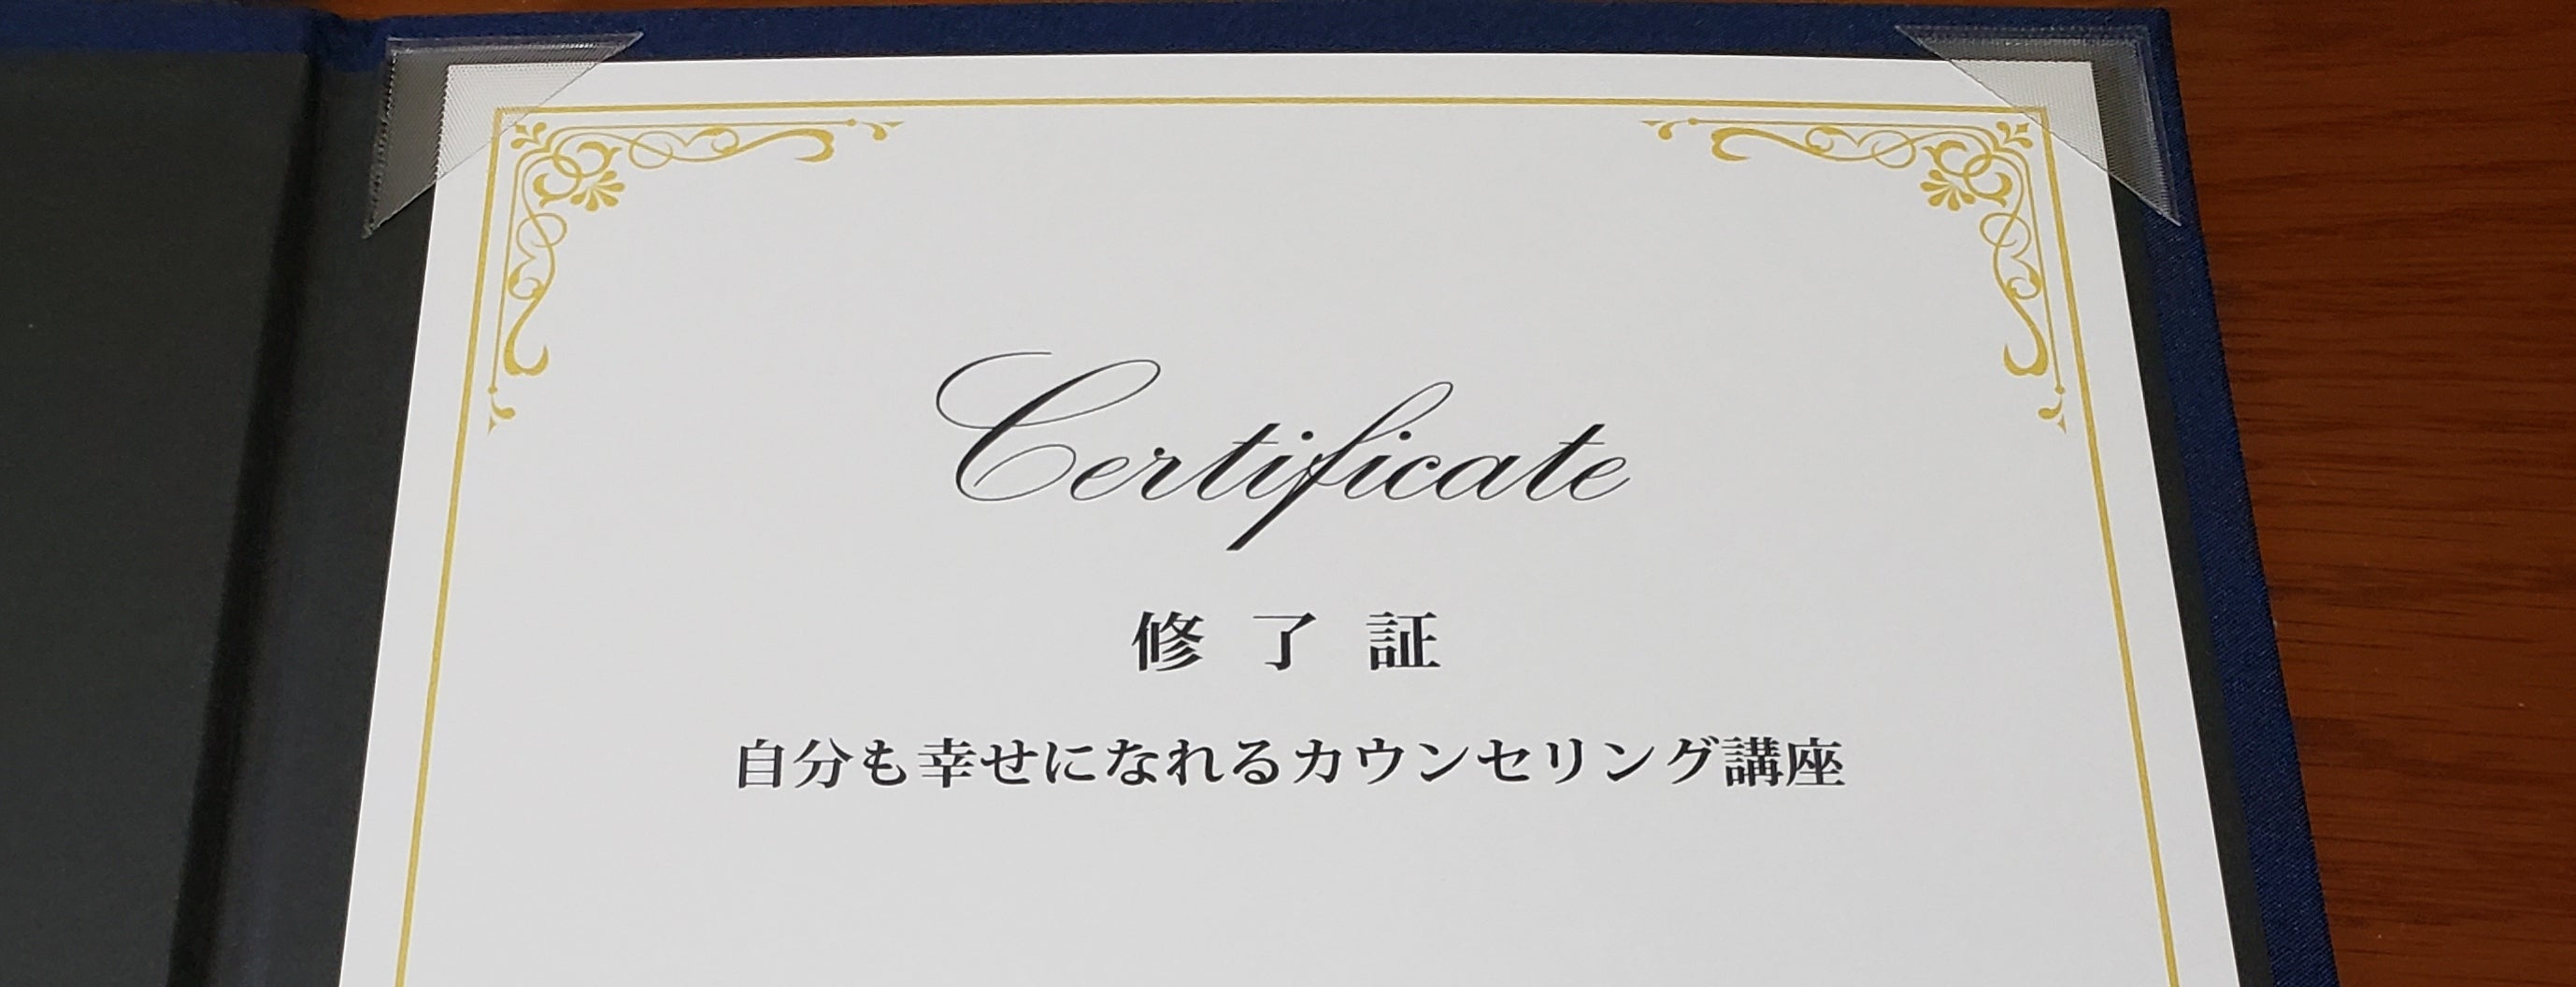 Certificate
修了証
自分も幸せになれるカウンセリング講座